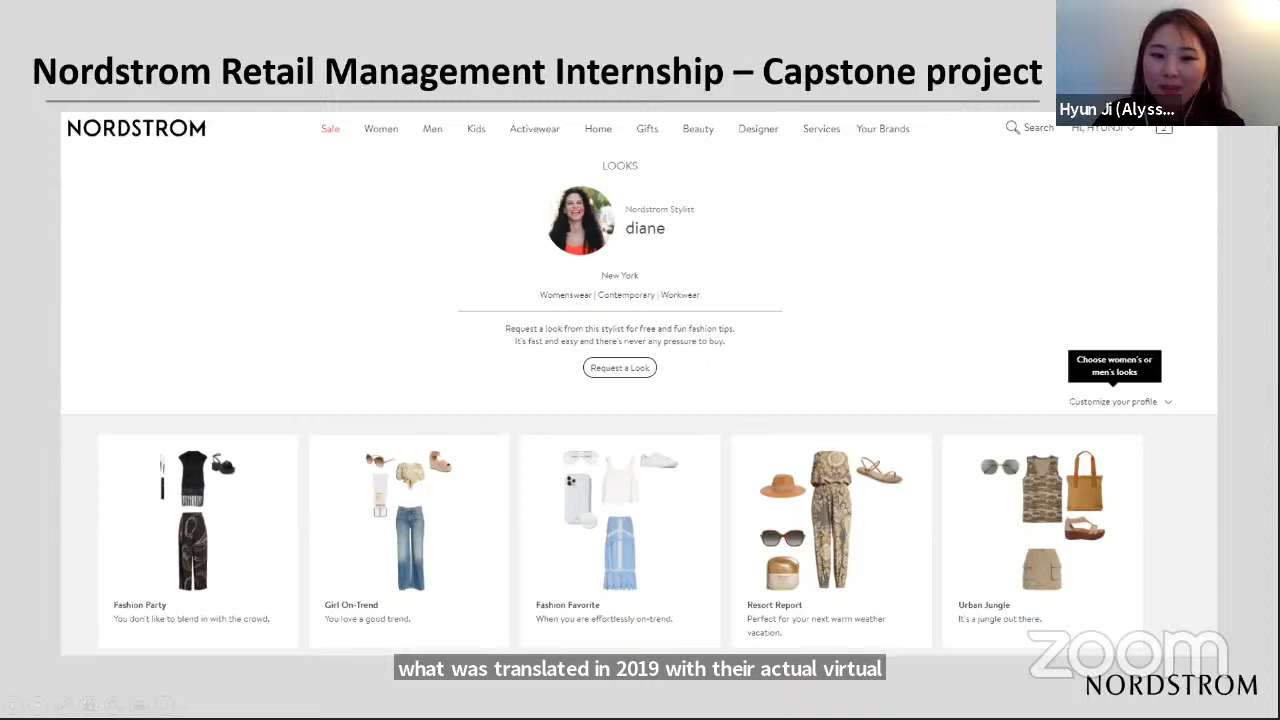 Nordstrom Retail Management Internship – Capstone project
Hyun Ji (Alyss...
NORDSTROM
Sale Women Men Kids Activewear Home Gifts Beauty Designer Services Your Brands
Search
Hi, HYUNJI
2
LOOKS
Nordstrom Stylist
diane
New York
Womenswear | Contemporary | Workwear
Request a look from this stylist for free and fun fashion tips.
It's fast and easy and there's never any pressure to buy.
Request a Look
Choose women's or
men's looks
Customize your profile
Fashion Party
You don't like to blend in with the crowd.
Girl On-Trend
You love a good trend.
Fashion Favorite
When you are effortlessly on-trend.
Resort Report
Perfect for your next warm weather
vacation.
Urban Jungle
It's a jungle out there.
what was translated in 2019 with their actual virtual
zoom
NORDSTROM